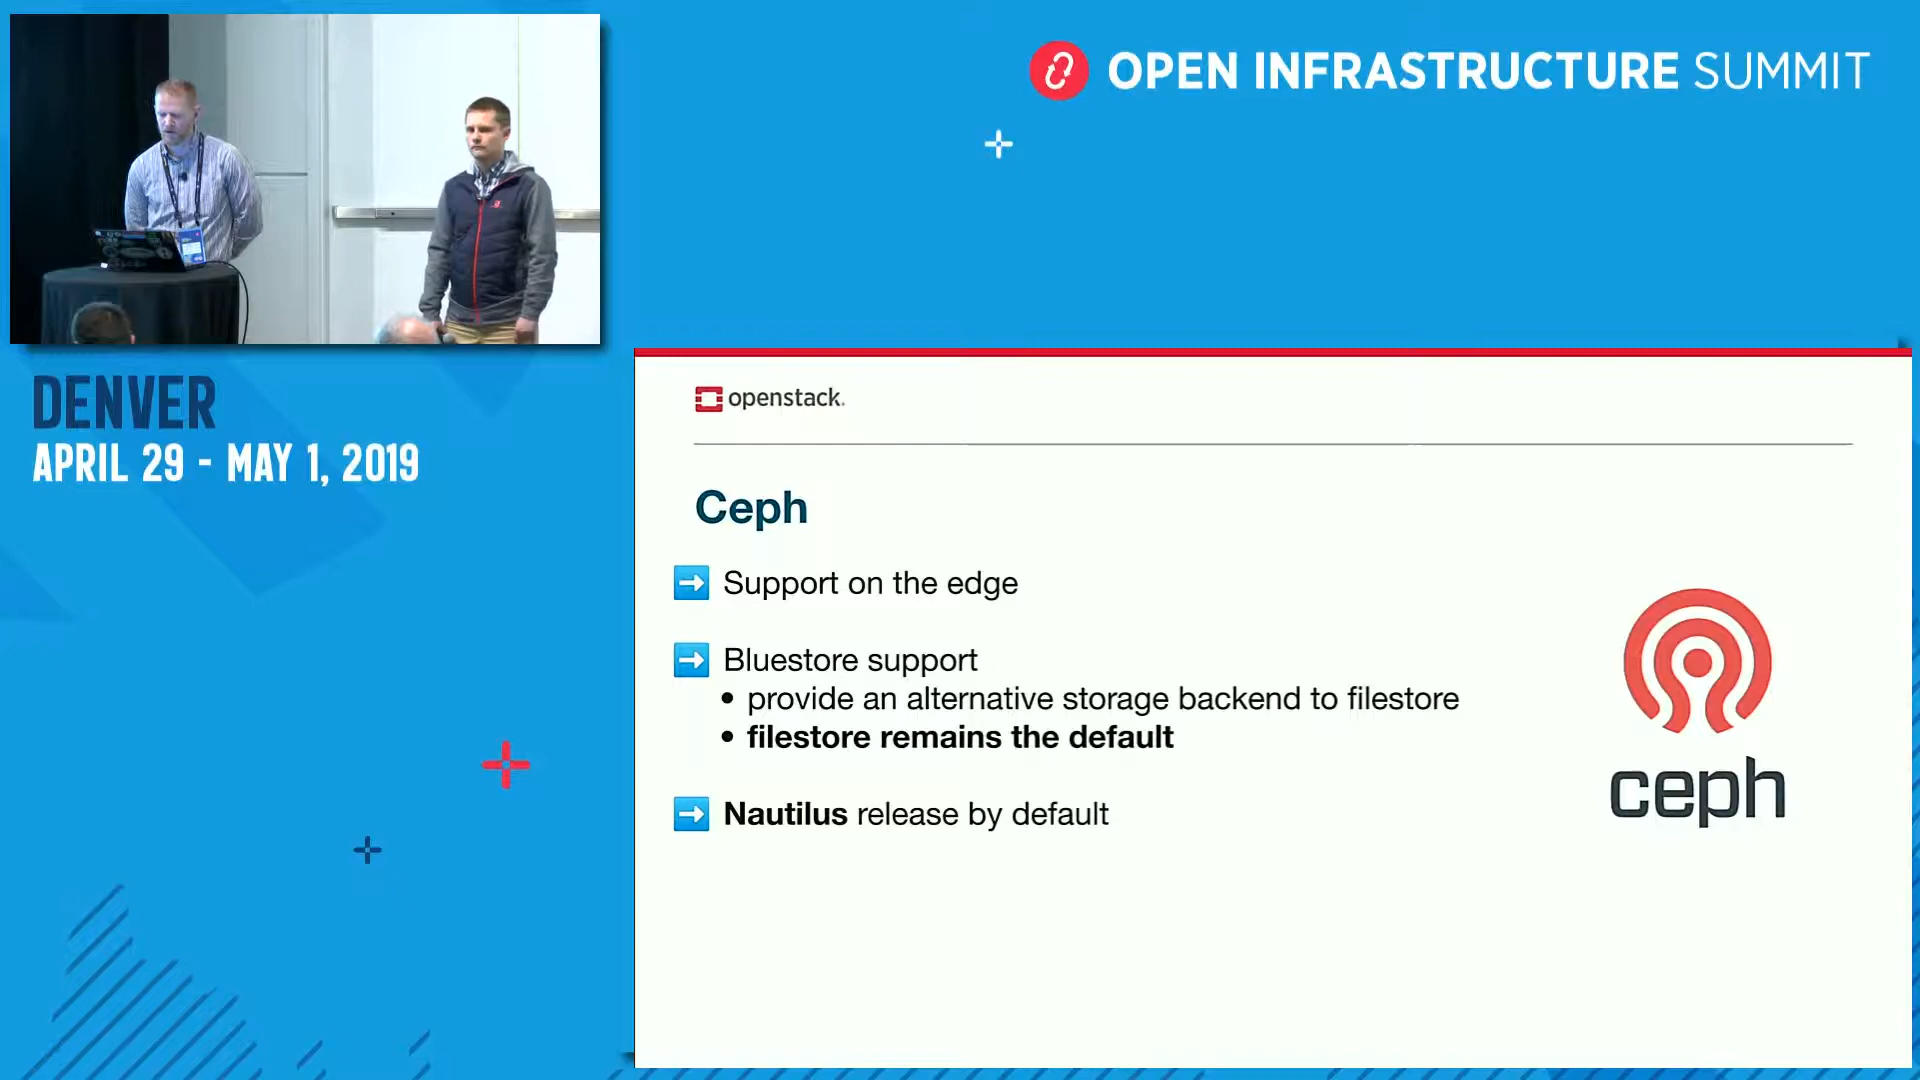 OPEN INFRASTRUCTURE SUMMIT
DENVER
APRIL 29 - MAY 1, 2019
openstack.
Ceph
Support on the edge
Bluestore support
• provide an alternative storage backend to filestore
• filestore remains the default
Nautilus release by default
ceph